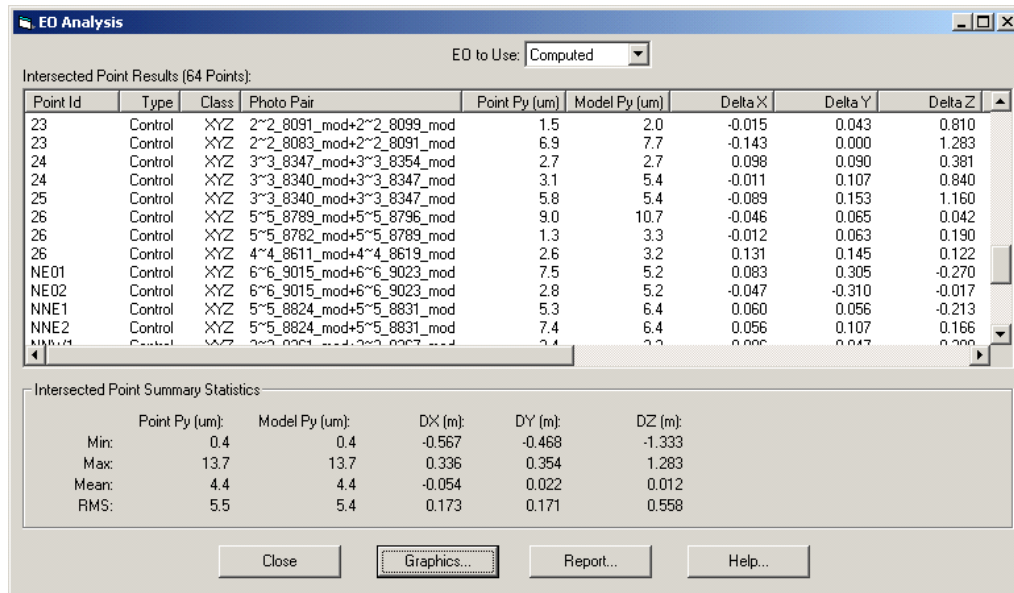 EO Analysis
EO to Use: Computed
Intersected Point Results (64 Points):
Point Id Type Class Photo Pair Point Py (um) Model Py (um) Delta X Delta Y Delta Z
23 Control XYZ 2~2_8091_mod+2~2_8099_mod 1.5 2.0 -0.015 0.043 0.810
23 Control XYZ 2~2_8083_mod+2~2_8091_mod 6.9 7.7 -0.143 0.000 1.283
24 Control XYZ 3~3_8347_mod+3~3_8354_mod 2.7 2.7 0.098 0.090 0.381
24 Control XYZ 3~3_8340_mod+3~3_8347_mod 3.1 5.4 -0.011 0.107 0.840
25 Control XYZ 3~3_8340_mod+3~3_8347_mod 5.8 5.4 -0.089 0.153 1.160
26 Control XYZ 5~5_8789_mod+5~5_8796_mod 9.0 10.7 -0.046 0.065 0.042
26 Control XYZ 5~5_8782_mod+5~5_8789_mod 1.3 3.3 -0.012 0.063 0.190
26 Control XYZ 4~4_8611_mod+4~4_8619_mod 2.6 3.2 0.131 0.145 0.122
NE01 Control XYZ 6~6_9015_mod+6~6_9023_mod 7.5 5.2 0.083 0.305 -0.270
NE02 Control XYZ 6~6_9015_mod+6~6_9023_mod 2.8 5.2 -0.047 -0.310 -0.017
NNE1 Control XYZ 5~5_8824_mod+5~5_8831_mod 5.3 6.4 0.060 0.056 -0.213
NNE2 Control XYZ 5~5_8824_mod+5~5_8831_mod 7.4 6.4 0.056 0.107 0.166
Control XYZ
Intersected Point Summary Statistics
Point Py (um): Model Py (um): DX (m): DY (m): DZ (m):
Min: 0.4 0.4 -0.567 -0.468 -1.333
Max: 13.7 13.7 0.336 0.354 1.283
Mean: 4.4 4.4 -0.054 0.022 0.012
RMS: 5.5 5.4 0.173 0.171 0.558
Close Graphics... Report... Help...